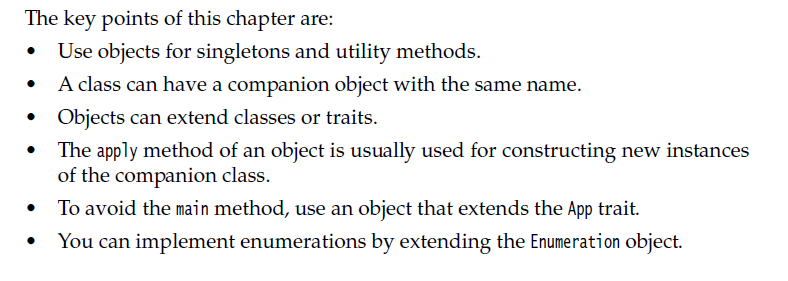 The key points of this chapter are:
• Use objects for singletons and utility methods.
• A class can have a companion object with the same name.
• Objects can extend classes or traits.
• The apply method of an object is usually used for constructing new instances
of the companion class.
• To avoid the main method, use an object that extends the App trait.
• You can implement enumerations by extending the Enumeration object.